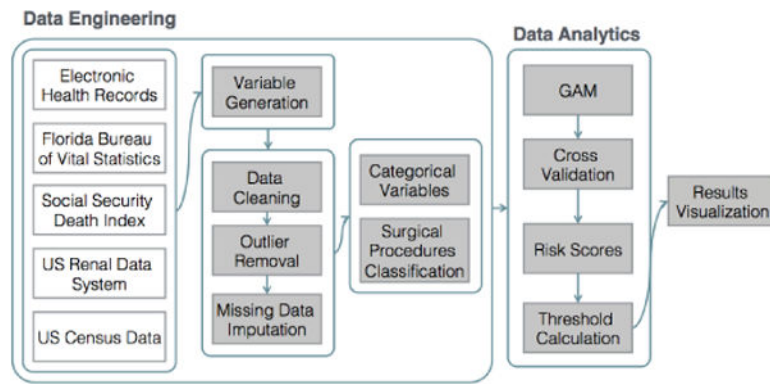 Data Engineering
Electronic
Health Records
Florida Bureau
of Vital Statistics
Social Security
Death Index
US Renal Data
System
US Census Data
Variable
Generation
Data
Cleaning
Outlier
Removal
Missing Data
Imputation
Categorical
Variables
Surgical
Procedures
Classification
Data Analytics
GAM
Cross
Validation
Risk Scores
Threshold
Calculation
Results
Visualization